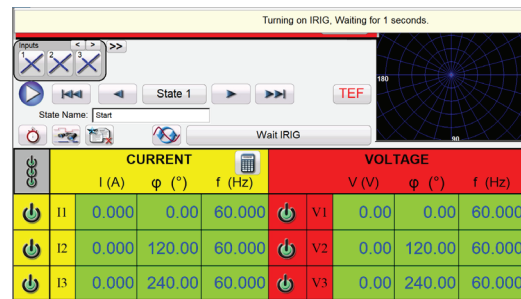 Turning on IRIG, Waiting for 1 seconds.
Inputs < > >>
1 2 3
State 1 TEF
State Name: Start
Wait IRIG
180
90
CURRENT VOLTAGE
I (A) φ (°) f (Hz) V (V) φ (°) f (Hz)
I1 0.000 0.00 60.000 V1 0.00 0.00 60.000
I2 0.000 120.00 60.000 V2 0.00 120.00 60.000
I3 0.000 240.00 60.000 V3 0.00 240.00 60.000